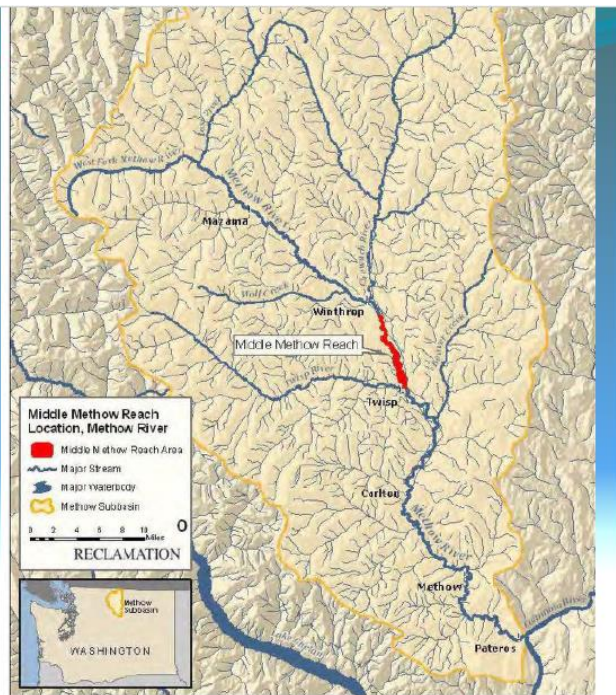 West Fork Methow River
Methow River
Mazama
Wolf Creek
Winthrop
Middle Methow Reach
Twisp River
Twisp
Carlton
Methow River
Methow
Pateros
Columbia River
Middle Methow Reach
Location, Methow River
Middle Methow Reach Area
Major Stream
Major Waterbody
Methow Subbasin
0 2 4 6 8 10
Miles
RECLAMATION
Methow
Subbasin
WASHINGTON
Lake Chelan